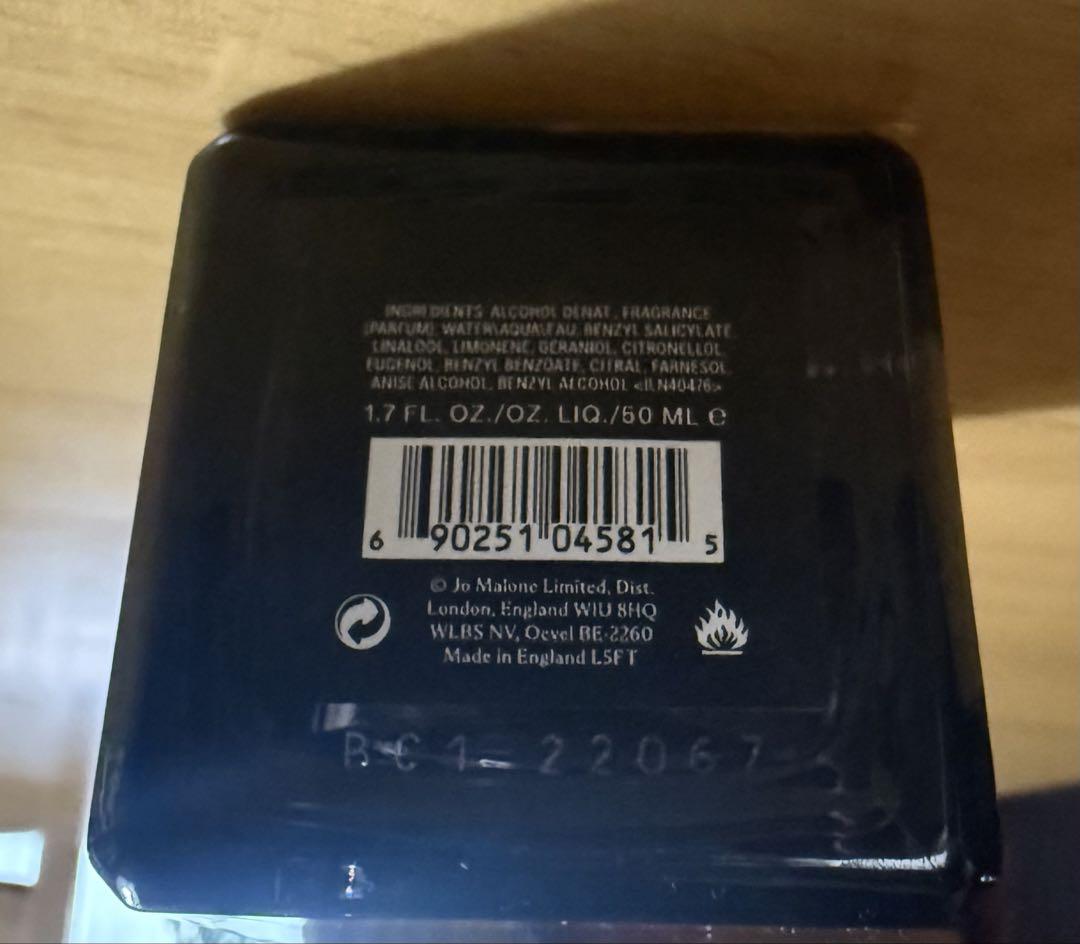 INGREDIENTS: ALCOHOL DENAT., FRAGRANCE
(PARFUM), WATER\AQUA\EAU, BENZYL SALICYLATE,
LINALOOL, LIMONENE, GERANIOL, CITRONELLOL,
EUGENOL, BENZYL BENZOATE, CITRAL, FARNESOL,
ANISE ALCOHOL, BENZYL ALCOHOL <ILN40476>
1.7 FL. OZ./OZ. LIQ./50 ML ℮
6 90251 04581 5
© Jo Malone Limited, Dist.
London, England W1U 8HQ
WLBS NV, Oevel BE-2260
Made in England L5FT
22067